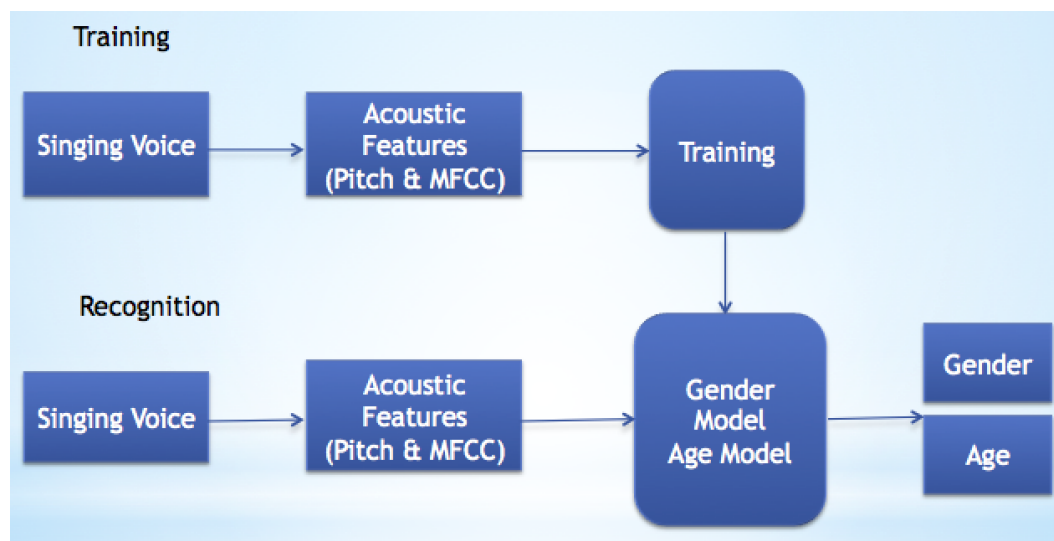 Training
Singing Voice
Acoustic
Features
(Pitch & MFCC)
Training
Recognition
Singing Voice
Acoustic
Features
(Pitch & MFCC)
Gender
Model
Age Model
Gender
Age